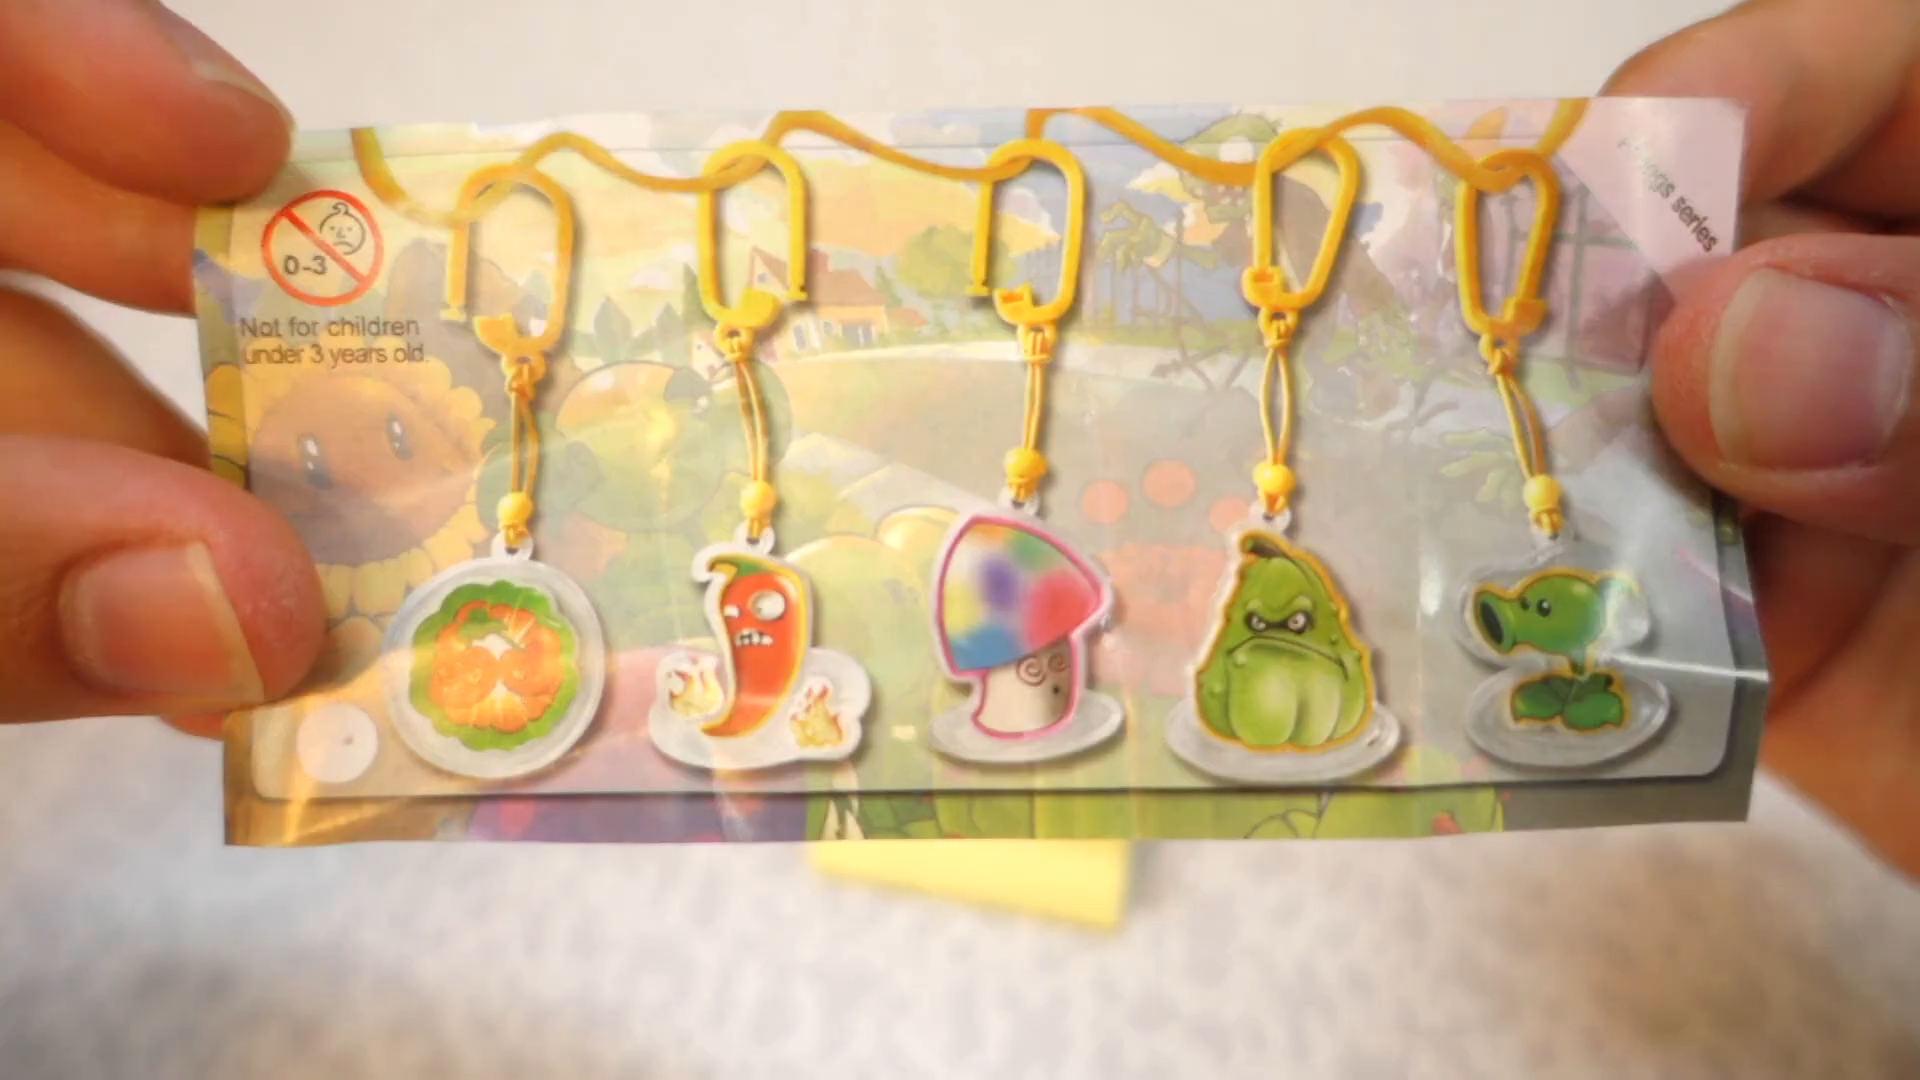 0-3
Not for children
under 3 years old.
series